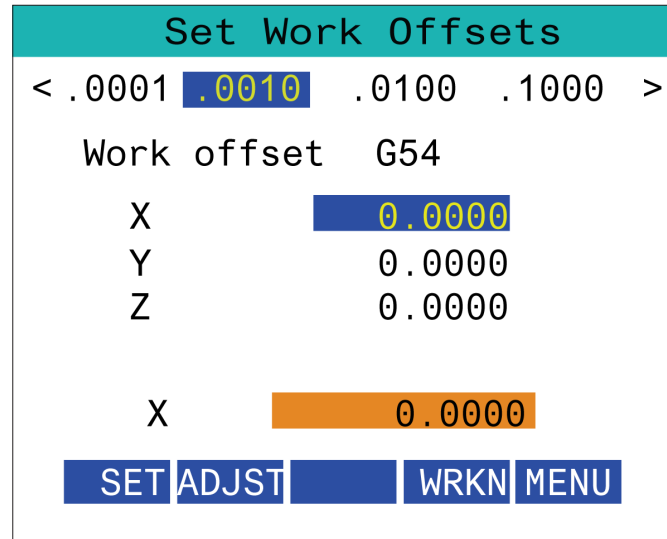 Set Work Offsets
< .0001 .0010 .0100 .1000 >
Work offset G54
X 0.0000
Y 0.0000
Z 0.0000
X 0.0000
SET ADJST WRKN MENU